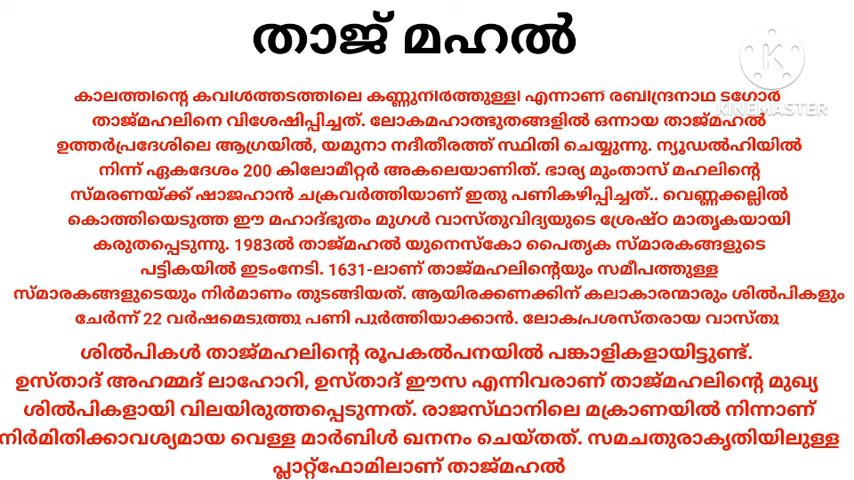 താജ് മഹൽ
KINEMASTER
കാലത്തിന്റെ കവിൾത്തടത്തിലെ കണ്ണുനീർത്തുള്ളി എന്നാണ് രബീന്ദ്രനാഥ ടഗോർ
താജ്മഹലിനെ വിശേഷിപ്പിച്ചത്. ലോകമഹാത്ഭുതങ്ങളിൽ ഒന്നായ താജ്മഹൽ
ഉത്തർപ്രദേശിലെ ആഗ്രയിൽ, യമുനാ നദീതീരത്ത് സ്ഥിതി ചെയ്യുന്നു. ന്യൂഡൽഹിയിൽ
നിന്ന് ഏകദേശം 200 കിലോമീറ്റർ അകലെയാണിത്. ഭാര്യ മുംതാസ് മഹലിന്റെ
സ്മരണയ്ക്ക് ഷാജഹാൻ ചക്രവർത്തിയാണ് ഇതു പണികഴിപ്പിച്ചത്.. വെണ്ണക്കല്ലിൽ
കൊത്തിയെടുത്ത ഈ മഹാദ്ഭുതം മുഗൾ വാസ്തുവിദ്യയുടെ ശ്രേഷ്ഠ മാതൃകയായി
കരുതപ്പെടുന്നു. 1983ൽ താജ്മഹൽ യുനെസ്കോ പൈതൃക സ്മാരകങ്ങളുടെ
പട്ടികയിൽ ഇടംനേടി. 1631-ലാണ് താജ്മഹലിന്റെയും സമീപത്തുള്ള
സ്മാരകങ്ങളുടെയും നിർമാണം തുടങ്ങിയത്. ആയിരക്കണക്കിന് കലാകാരന്മാരും ശിൽപികളും
ചേർന്ന് 22 വർഷമെടുത്തു പണി പൂർത്തിയാക്കാൻ. ലോകപ്രശസ്തരായ വാസ്തു
ശിൽപികൾ താജ്മഹലിന്റെ രൂപകൽപനയിൽ പങ്കാളികളായിട്ടുണ്ട്.
ഉസ്താദ് അഹമ്മദ് ലാഹോറി, ഉസ്താദ് ഈസ എന്നിവരാണ് താജ്മഹലിന്റെ മുഖ്യ
ശിൽപികളായി വിലയിരുത്തപ്പെടുന്നത്. രാജസ്ഥാനിലെ മക്രാണയിൽ നിന്നാണ്
നിർമിതിക്കാവശ്യമായ വെള്ള മാർബിൾ ഖനനം ചെയ്തത്. സമചതുരാകൃതിയിലുള്ള
പ്ലാറ്റ്ഫോമിലാണ് താജ്മഹൽ